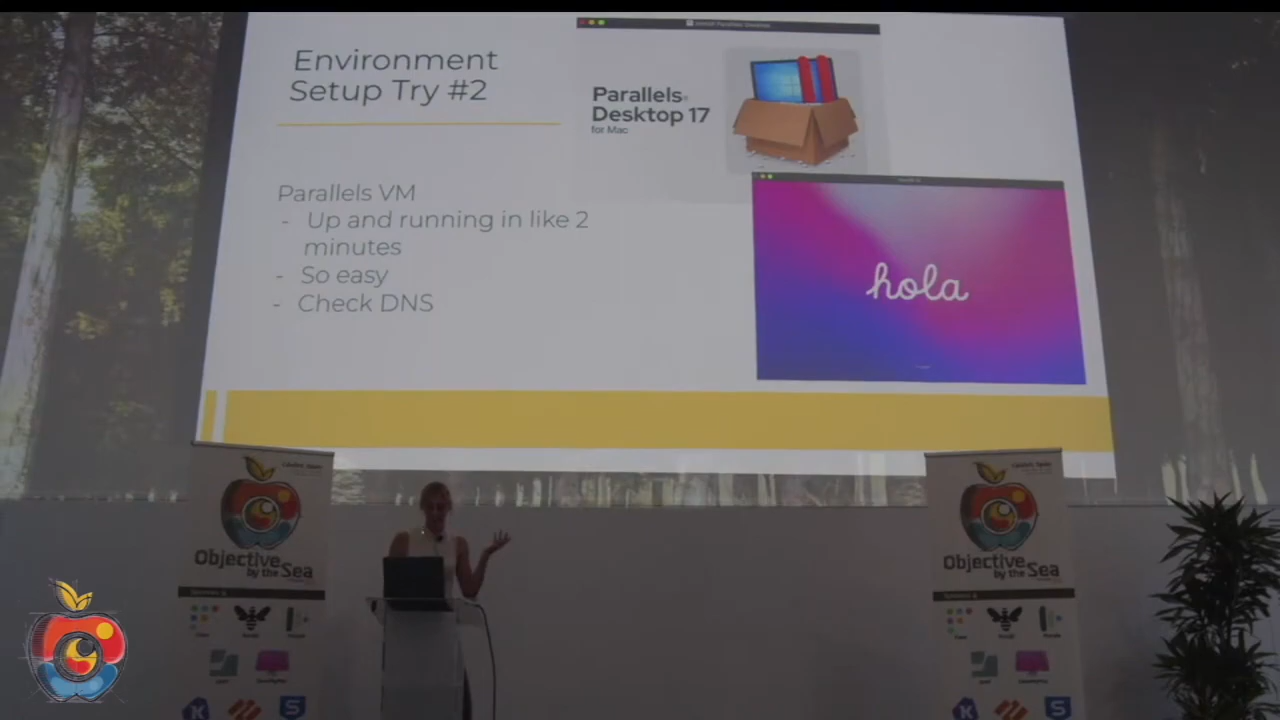 Environment
Setup Try #2
Parallels VM
- Up and running in like 2
minutes
- So easy
- Check DNS
Parallels®
Desktop 17
for Mac
hola
Objective
by the Sea
Objective
by the Sea